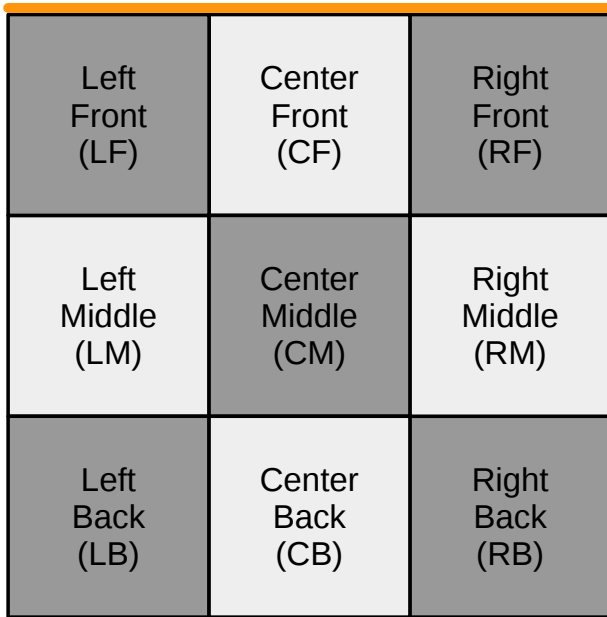 Left
Front
(LF)
Center
Front
(CF)
Right
Front
(RF)
Left
Middle
(LM)
Center
Middle
(CM)
Right
Middle
(RM)
Left
Back
(LB)
Center
Back
(CB)
Right
Back
(RB)